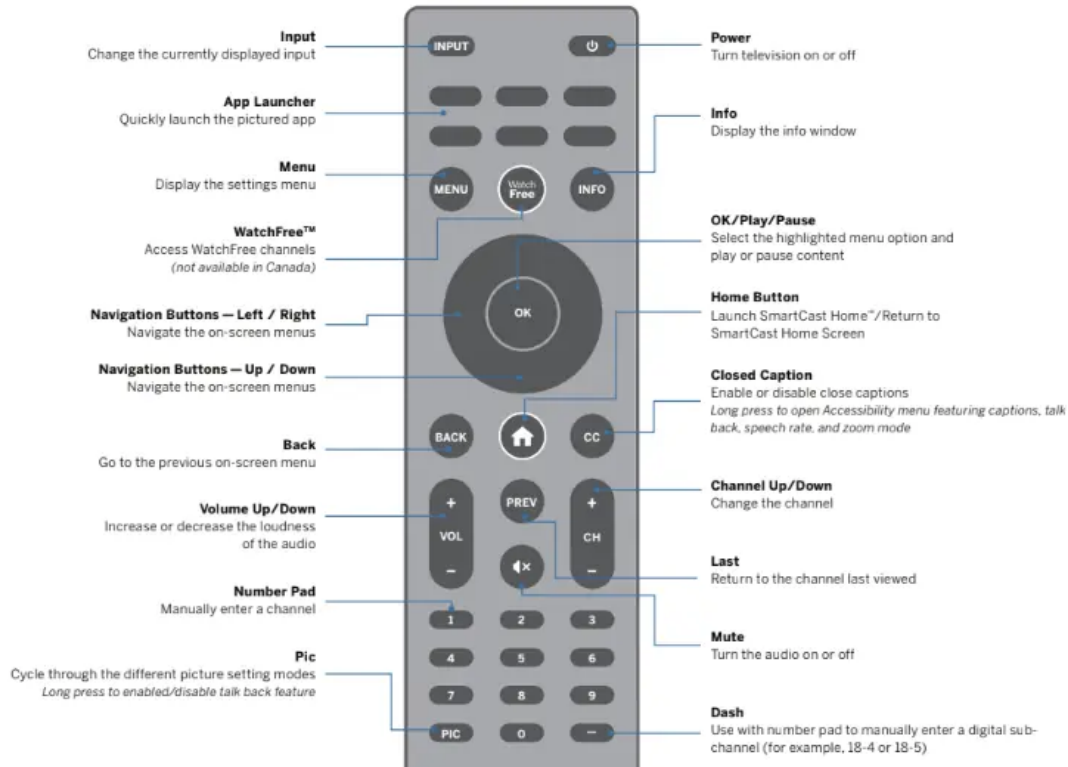 Input
Change the currently displayed input
App Launcher
Quickly launch the pictured app
Menu
Display the settings menu
WatchFree™
Access WatchFree channels
(not available in Canada)
Navigation Buttons — Left / Right
Navigate the on-screen menus
Navigation Buttons — Up / Down
Navigate the on-screen menus
Back
Go to the previous on-screen menu
Volume Up/Down
Increase or decrease the loudness
of the audio
Number Pad
Manually enter a channel
Pic
Cycle through the different picture setting modes
Long press to enabled/disable talk back feature
INPUT
MENU
Watch
Free
INFO
OK
BACK
CC
+
PREV
+
VOL
CH
–
–
1 2 3
4 5 6
7 8 9
PIC 0 –
Power
Turn television on or off
Info
Display the info window
OK/Play/Pause
Select the highlighted menu option and
play or pause content
Home Button
Launch SmartCast Home™/Return to
SmartCast Home Screen
Closed Caption
Enable or disable close captions
Long press to open Accessibility menu featuring captions, talk
back, speech rate, and zoom mode
Channel Up/Down
Change the channel
Last
Return to the channel last viewed
Mute
Turn the audio on or off
Dash
Use with number pad to manually enter a digital sub-
channel (for example, 18-4 or 18-5)